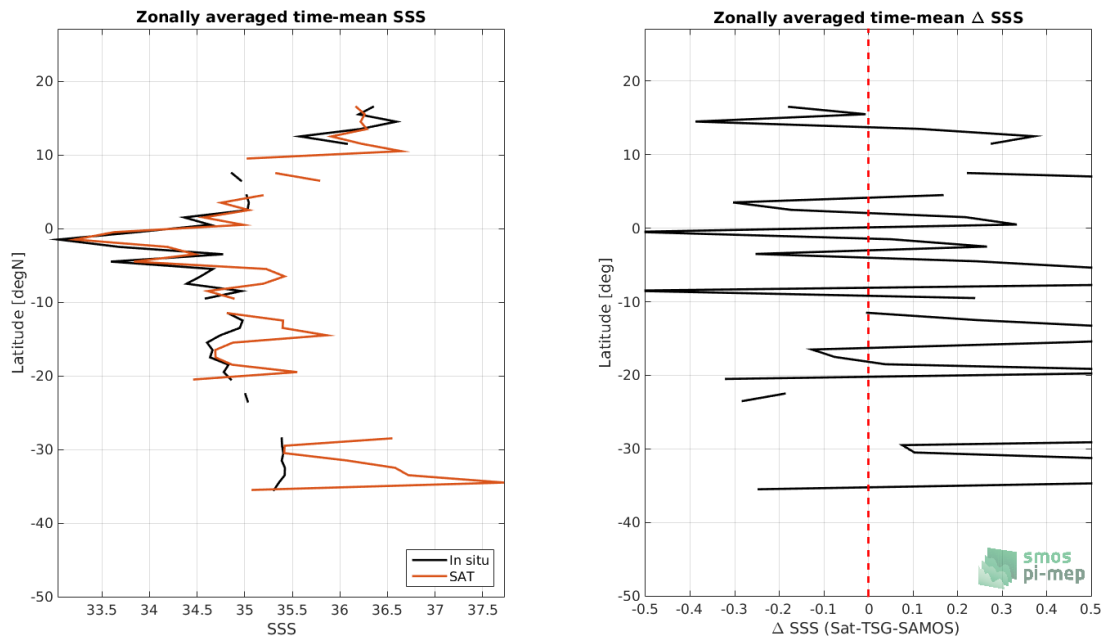 Zonally averaged time-mean SSS
Latitude [degN]
20
10
0
-10
-20
-30
-40
-50
33.5 34 34.5 35 35.5 36 36.5 37 37.5
SSS
In situ
SAT
Zonally averaged time-mean Δ SSS
Latitude [deg]
20
10
0
-10
-20
-30
-40
-50
-0.5 -0.4 -0.3 -0.2 -0.1 0 0.1 0.2 0.3 0.4 0.5
Δ SSS (Sat-TSG-SAMOS)
smos
pi-mep